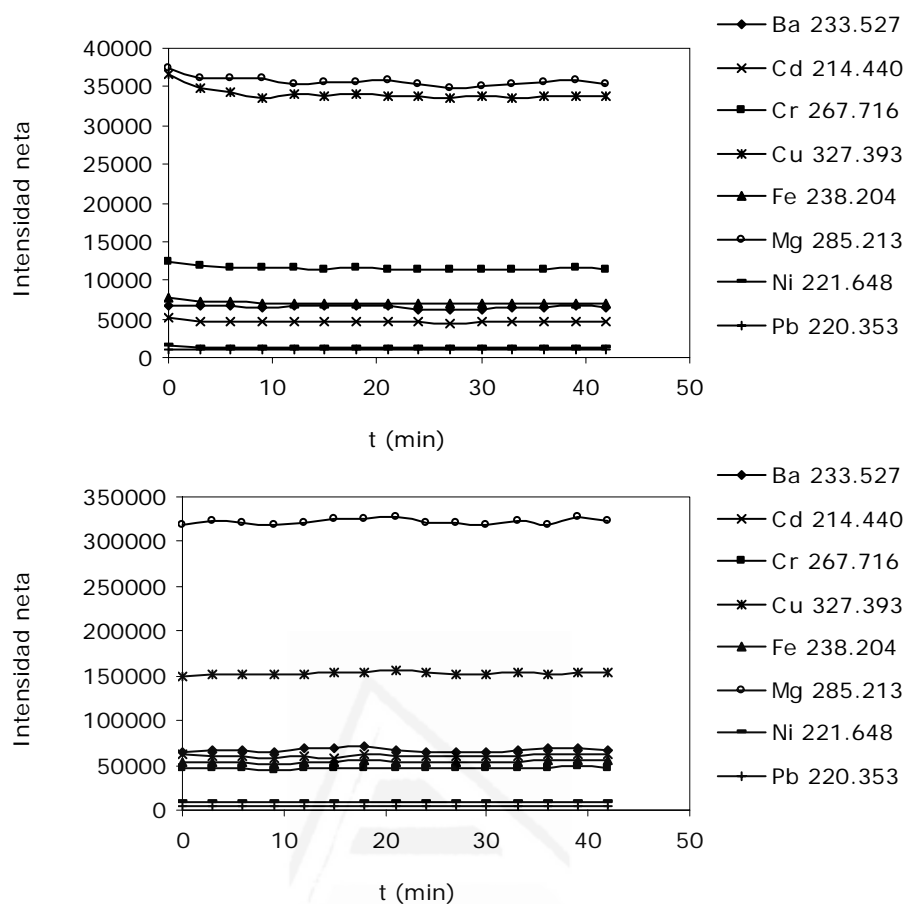 Intensidad neta
40000
35000
30000
25000
20000
15000
10000
5000
0
0 10 20 30 40 50
t (min)
Ba 233.527
Cd 214.440
Cr 267.716
Cu 327.393
Fe 238.204
Mg 285.213
Ni 221.648
Pb 220.353
Intensidad neta
350000
300000
250000
200000
150000
100000
50000
0
0 10 20 30 40 50
t (min)
Ba 233.527
Cd 214.440
Cr 267.716
Cu 327.393
Fe 238.204
Mg 285.213
Ni 221.648
Pb 220.353